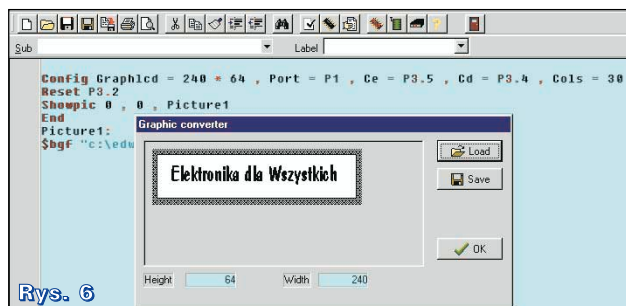 Sub Label
Config Graphlcd = 240 * 64 , Port = P1 , Ce = P3.5 , Cd = P3.4 , Cols = 30
Reset P3.2
Showpic 0 , 0 , Picture1
End
Picture1:
$bgf "c:\edw
Graphic converter
Elektronika dla Wszystkich
Load
Save
OK
Height 64 Width 240
Rys. 6